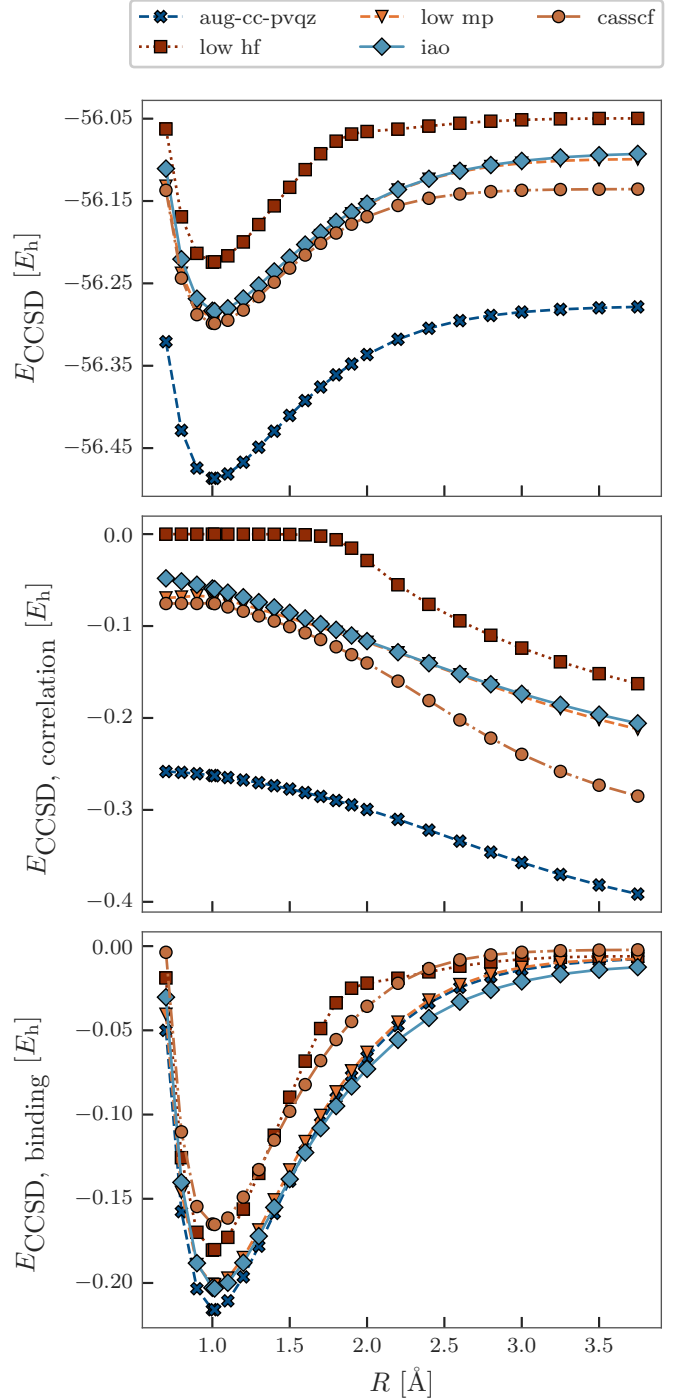 aug-cc-pvqz low mp casscf
low hf iao
−56.05
−56.15
−56.25
−56.35
−56.45
E_CCSD [E_h]
0.0
−0.1
−0.2
−0.3
−0.4
E_CCSD, correlation [E_h]
0.00
−0.05
−0.10
−0.15
−0.20
E_CCSD, binding [E_h]
1.0 1.5 2.0 2.5 3.0 3.5
R [Å]